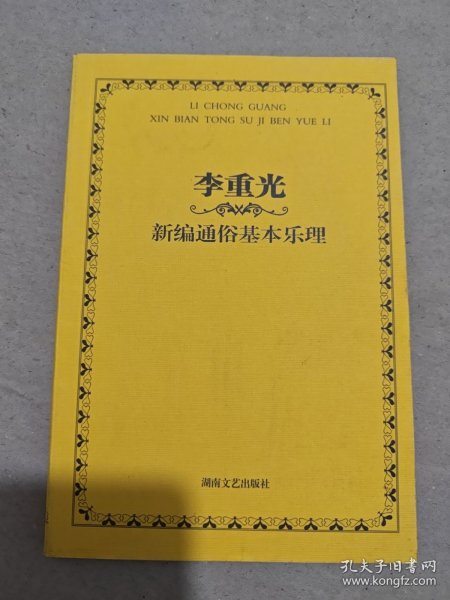 LI CHONG GUANG
XIN BIAN TONG SU JI BEN YUE LI
李重光
新编通俗基本乐理
湖南文艺出版社
孔夫子旧书网
www.kongfz.com